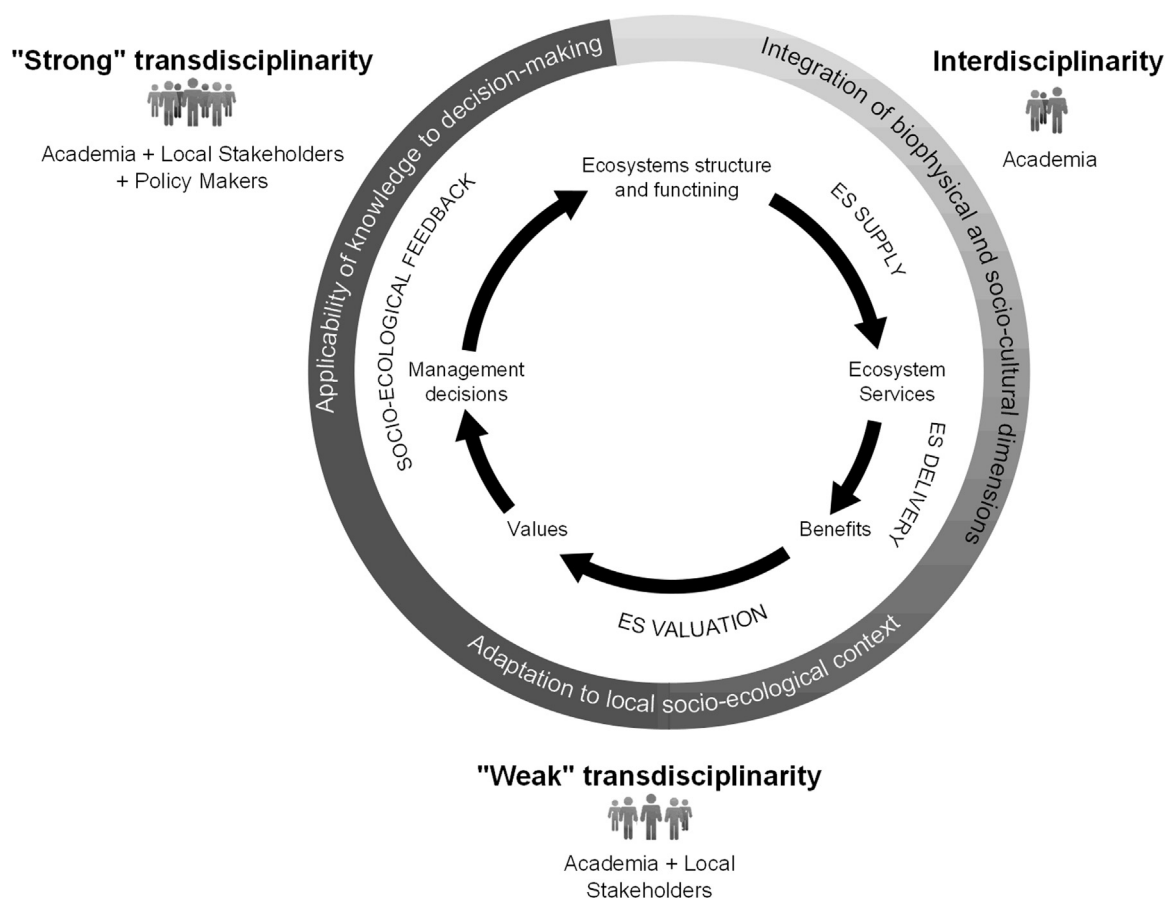 "Strong" transdisciplinarity
Academia + Local Stakeholders
+ Policy Makers
Interdisciplinarity
Academia
Applicability of knowledge to decision-making
Integration of biophysical and socio-cultural dimensions
Adaptation to local socio-ecological context
Ecosystems structure
and functining
ES SUPPLY
Ecosystem
Services
ES DELIVERY
Benefits
ES VALUATION
Values
Management
decisions
SOCIO-ECOLOGICAL FEEDBACK
"Weak" transdisciplinarity
Academia + Local
Stakeholders